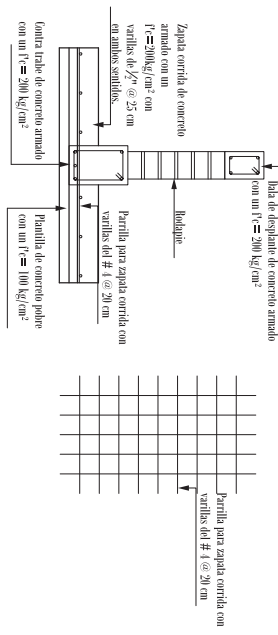 Dala de desplante de concreto armado
con un f'c= 200 kg/cm²
Zapata corrida de concreto
armado con un
f'c=200kg/cm² con
varillas de ½" @ 25 cm
en ambos sentidos.
Rodapie
Contra trabe de concreto armado
con un f'c= 200 kg/cm²
Parrilla para zapata corrida con
varillas del # 4 @ 20 cm
Plantilla de concreto pobre
con un f'c= 100 kg/cm²
Parrilla para zapata corrida con
varillas del # 4 @ 20 cm